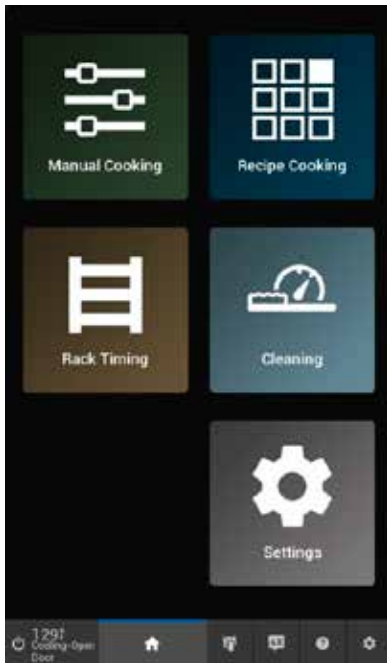 Manual Cooking
Recipe Cooking
Rack Timing
Cleaning
Settings
Cooling-Open
Door